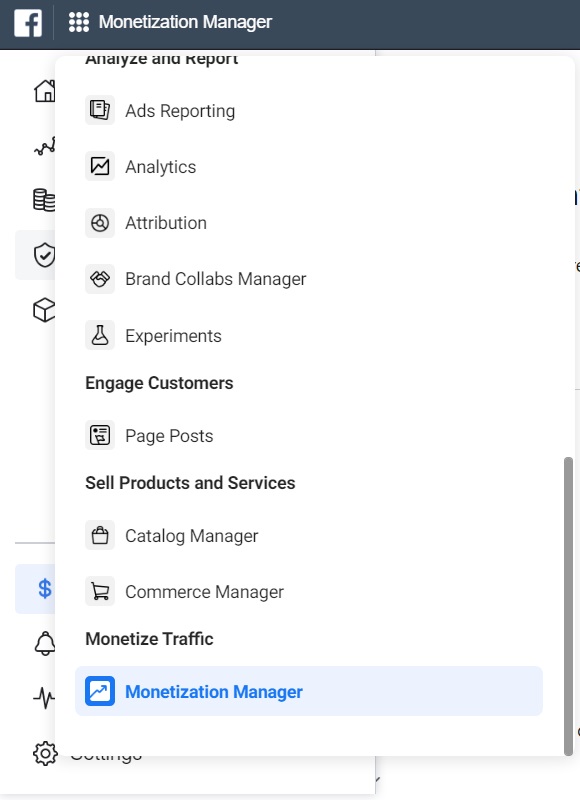 Monetization Manager
Analyze and Report
Ads Reporting
Analytics
Attribution
Brand Collabs Manager
Experiments
Engage Customers
Page Posts
Sell Products and Services
Catalog Manager
Commerce Manager
Monetize Traffic
Monetization Manager
Settings